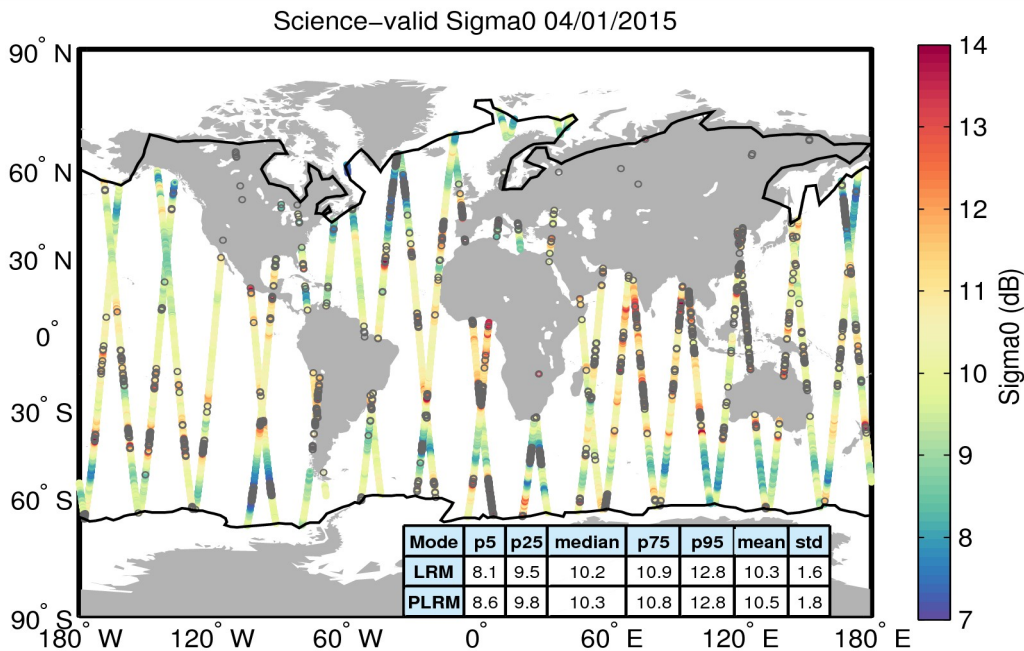 Science−valid Sigma0 04/01/2015
90° N
60° N
30° N
0°
30° S
60° S
90° S
180° W
120° W
60° W
0°
60° E
120° E
180° E
14
13
12
11
10
9
8
7
Sigma0 (dB)
Mode p5 p25 median p75 p95 mean std
LRM 8.1 9.5 10.2 10.9 12.8 10.3 1.6
PLRM 8.6 9.8 10.3 10.8 12.8 10.5 1.8